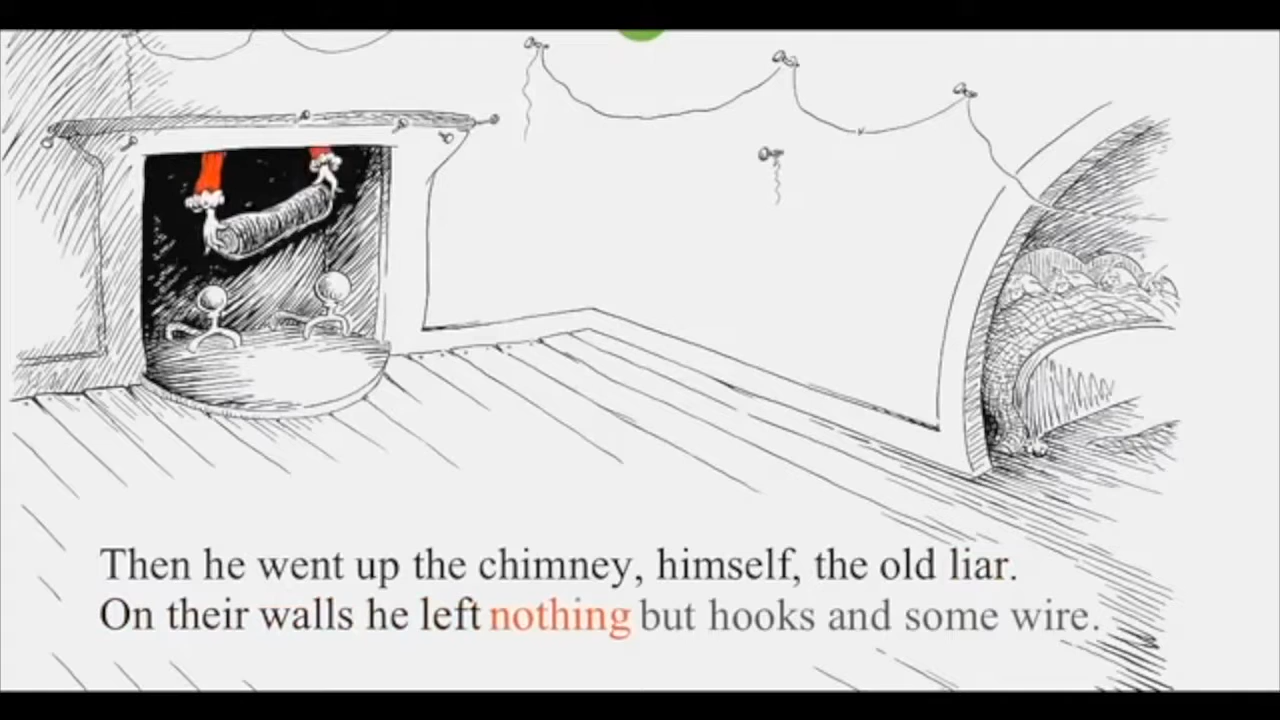 Then he went up the chimney, himself, the old liar.
On their walls he left nothing but hooks and some wire.